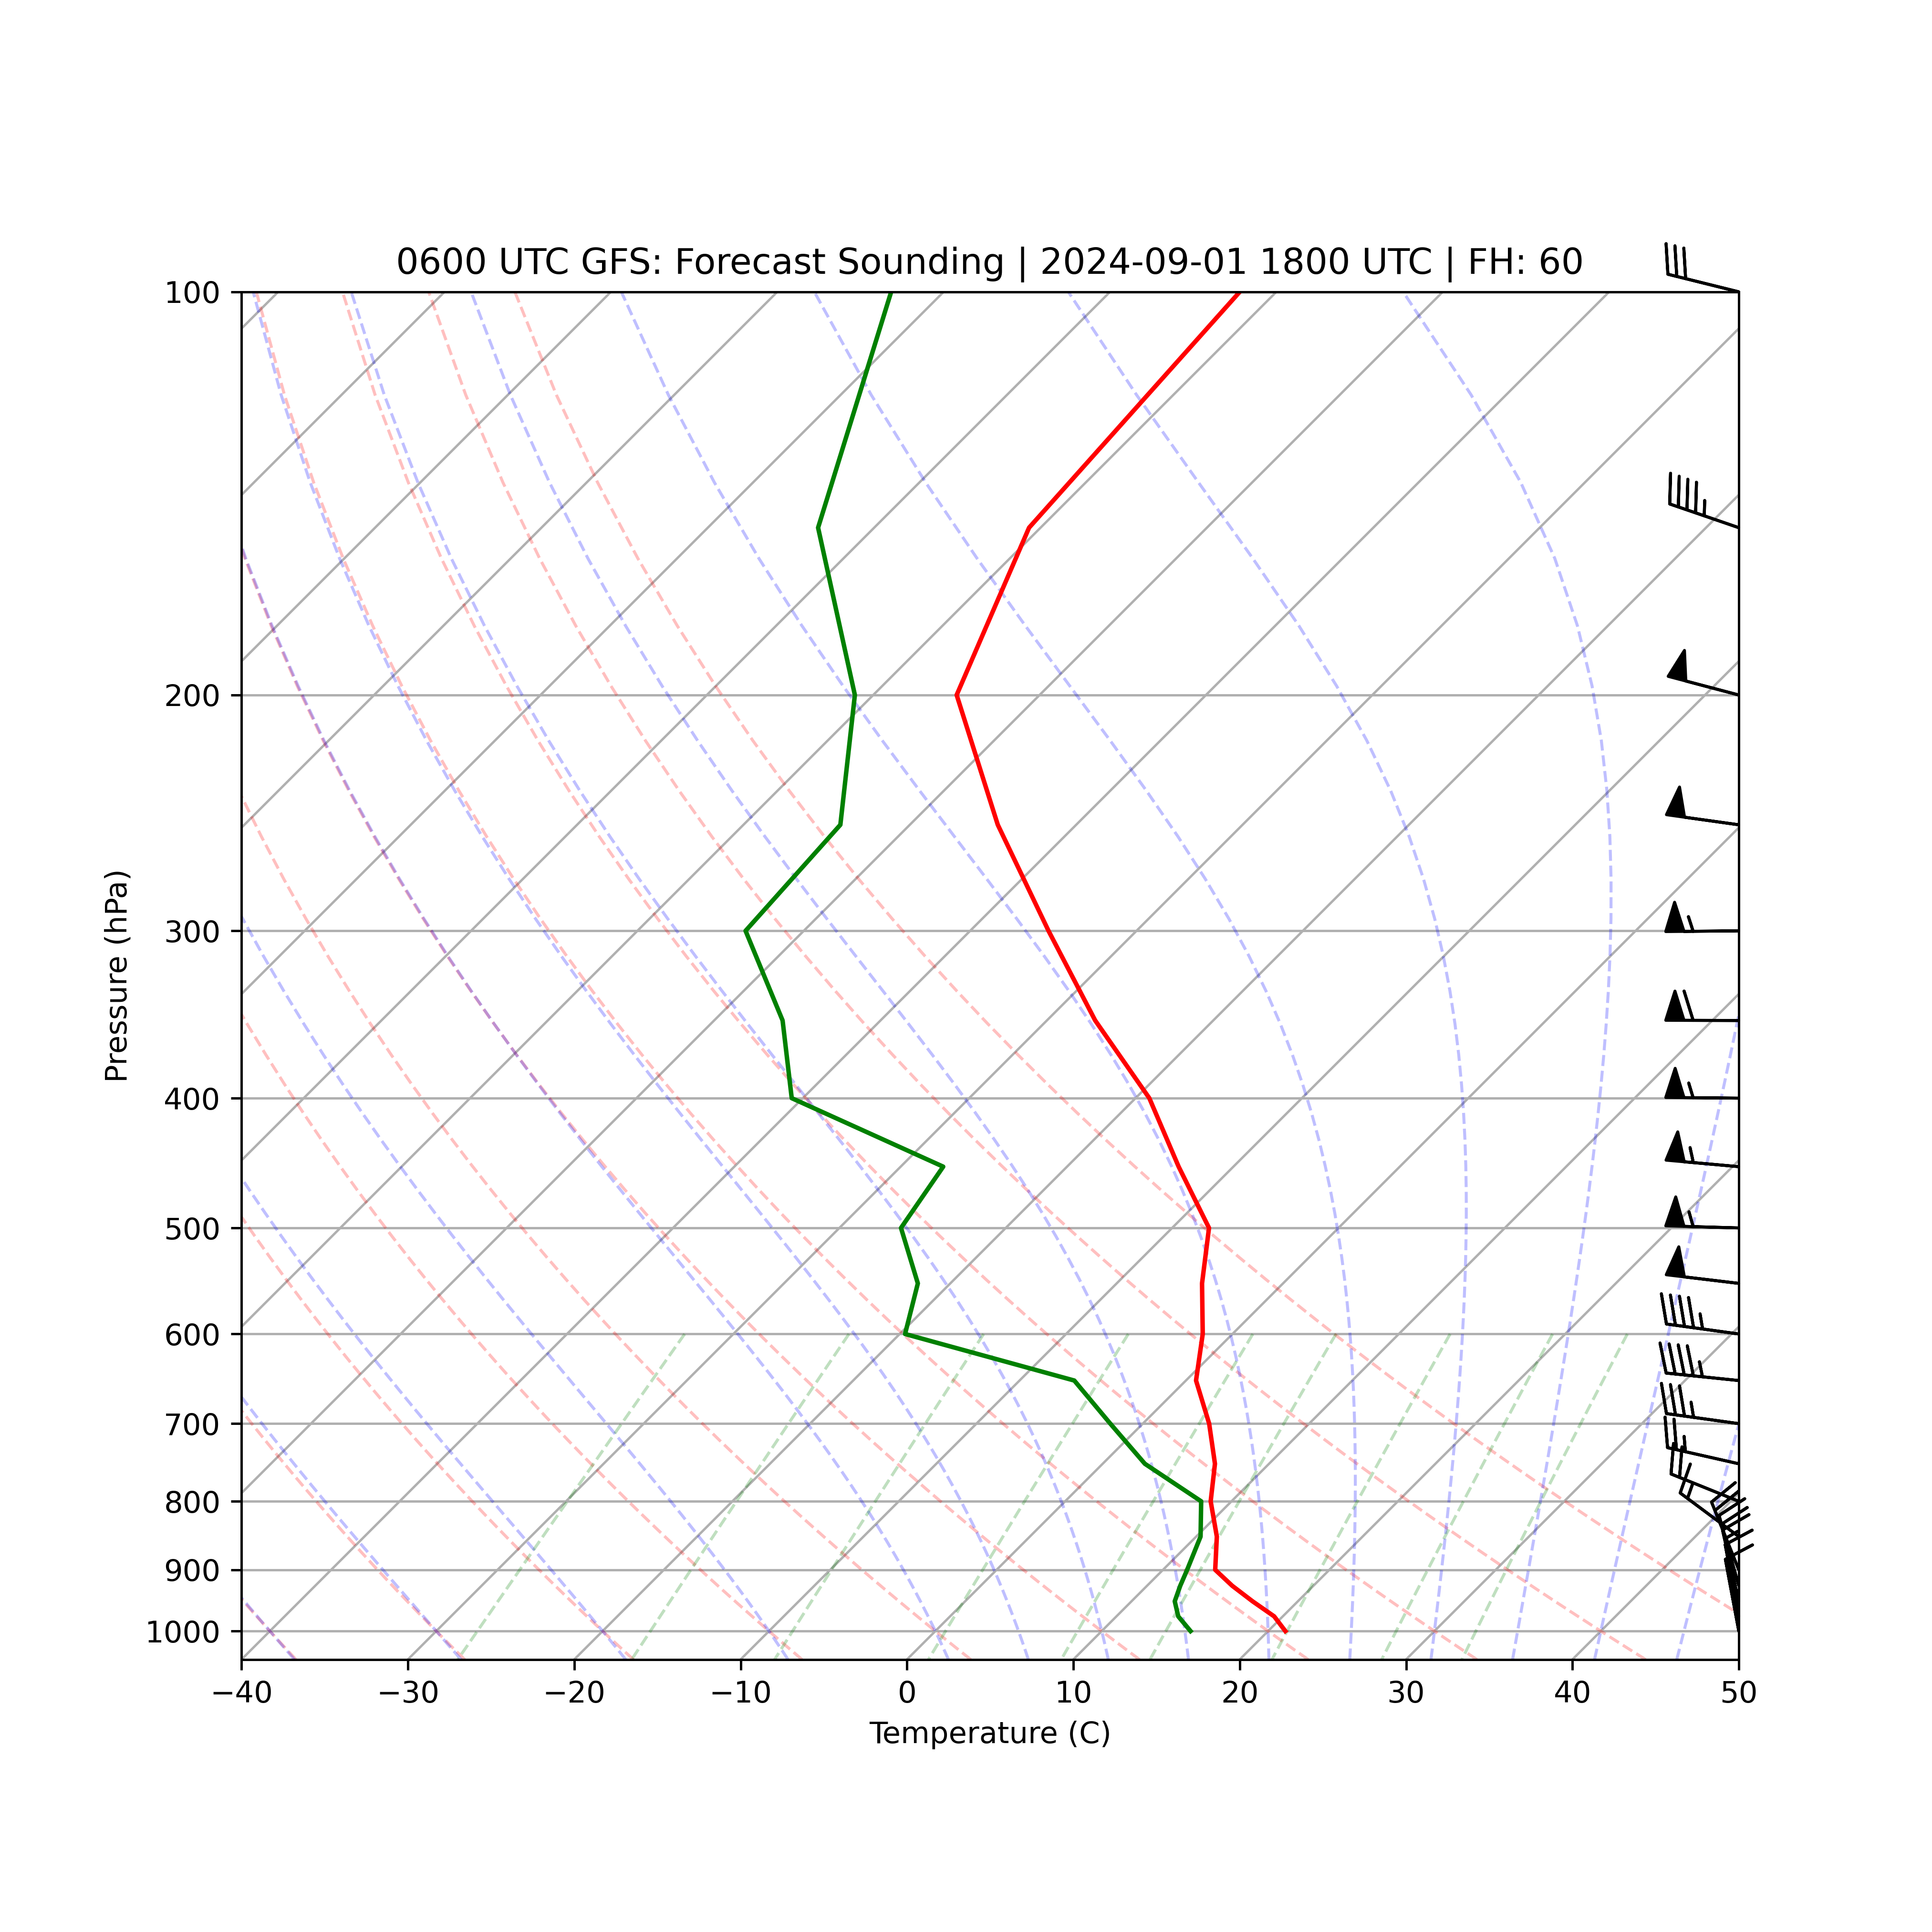 0600 UTC GFS: Forecast Sounding | 2024-09-01 1800 UTC | FH: 60
100
200
300
400
500
600
700
800
900
1000
Pressure (hPa)
−40 −30 −20 −10 0 10 20 30 40 50
Temperature (C)